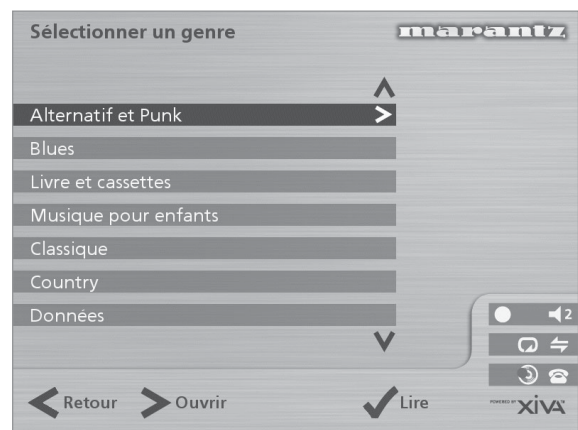 Sélectionner un genre
marantz
Alternatif et Punk
Blues
Livre et cassettes
Musique pour enfants
Classique
Country
Données
2
Retour
Ouvrir
Lire
POWERED BY XiVA™